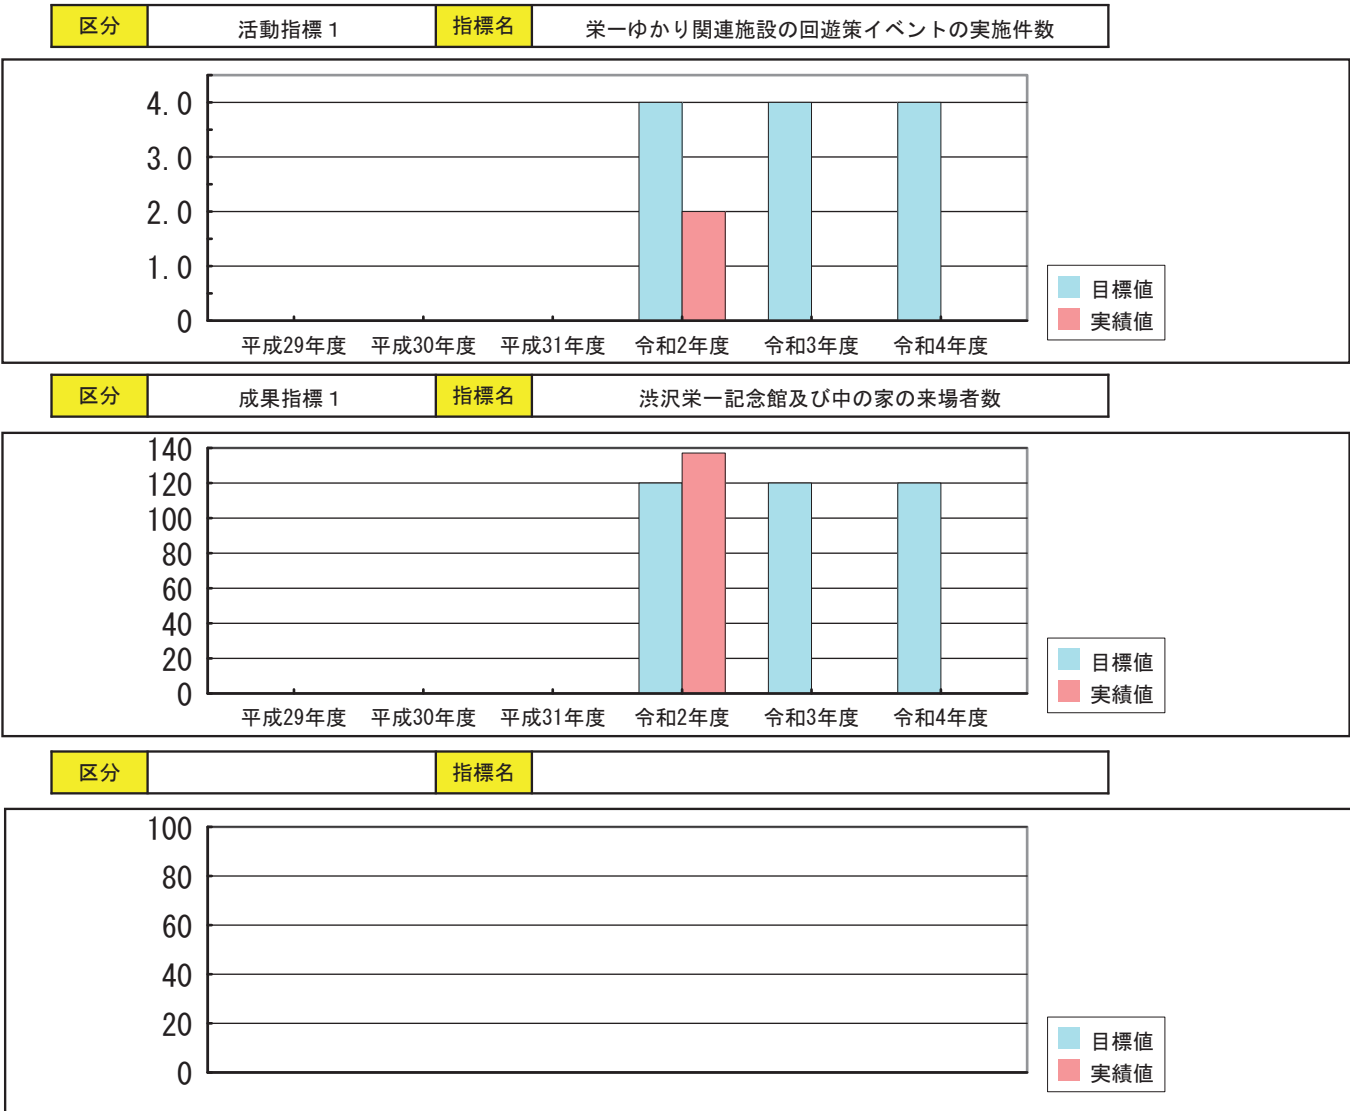 区分 活動指標１ 指標名 栄一ゆかり関連施設の回遊策イベントの実施件数
4.0
3.0
2.0
1.0
0
平成29年度 平成30年度 平成31年度 令和2年度 令和3年度 令和4年度
目標値
実績値
区分 成果指標１ 指標名 渋沢栄一記念館及び中の家の来場者数
140
120
100
80
60
40
20
0
平成29年度 平成30年度 平成31年度 令和2年度 令和3年度 令和4年度
目標値
実績値
区分 指標名
100
80
60
40
20
0
目標値
実績値